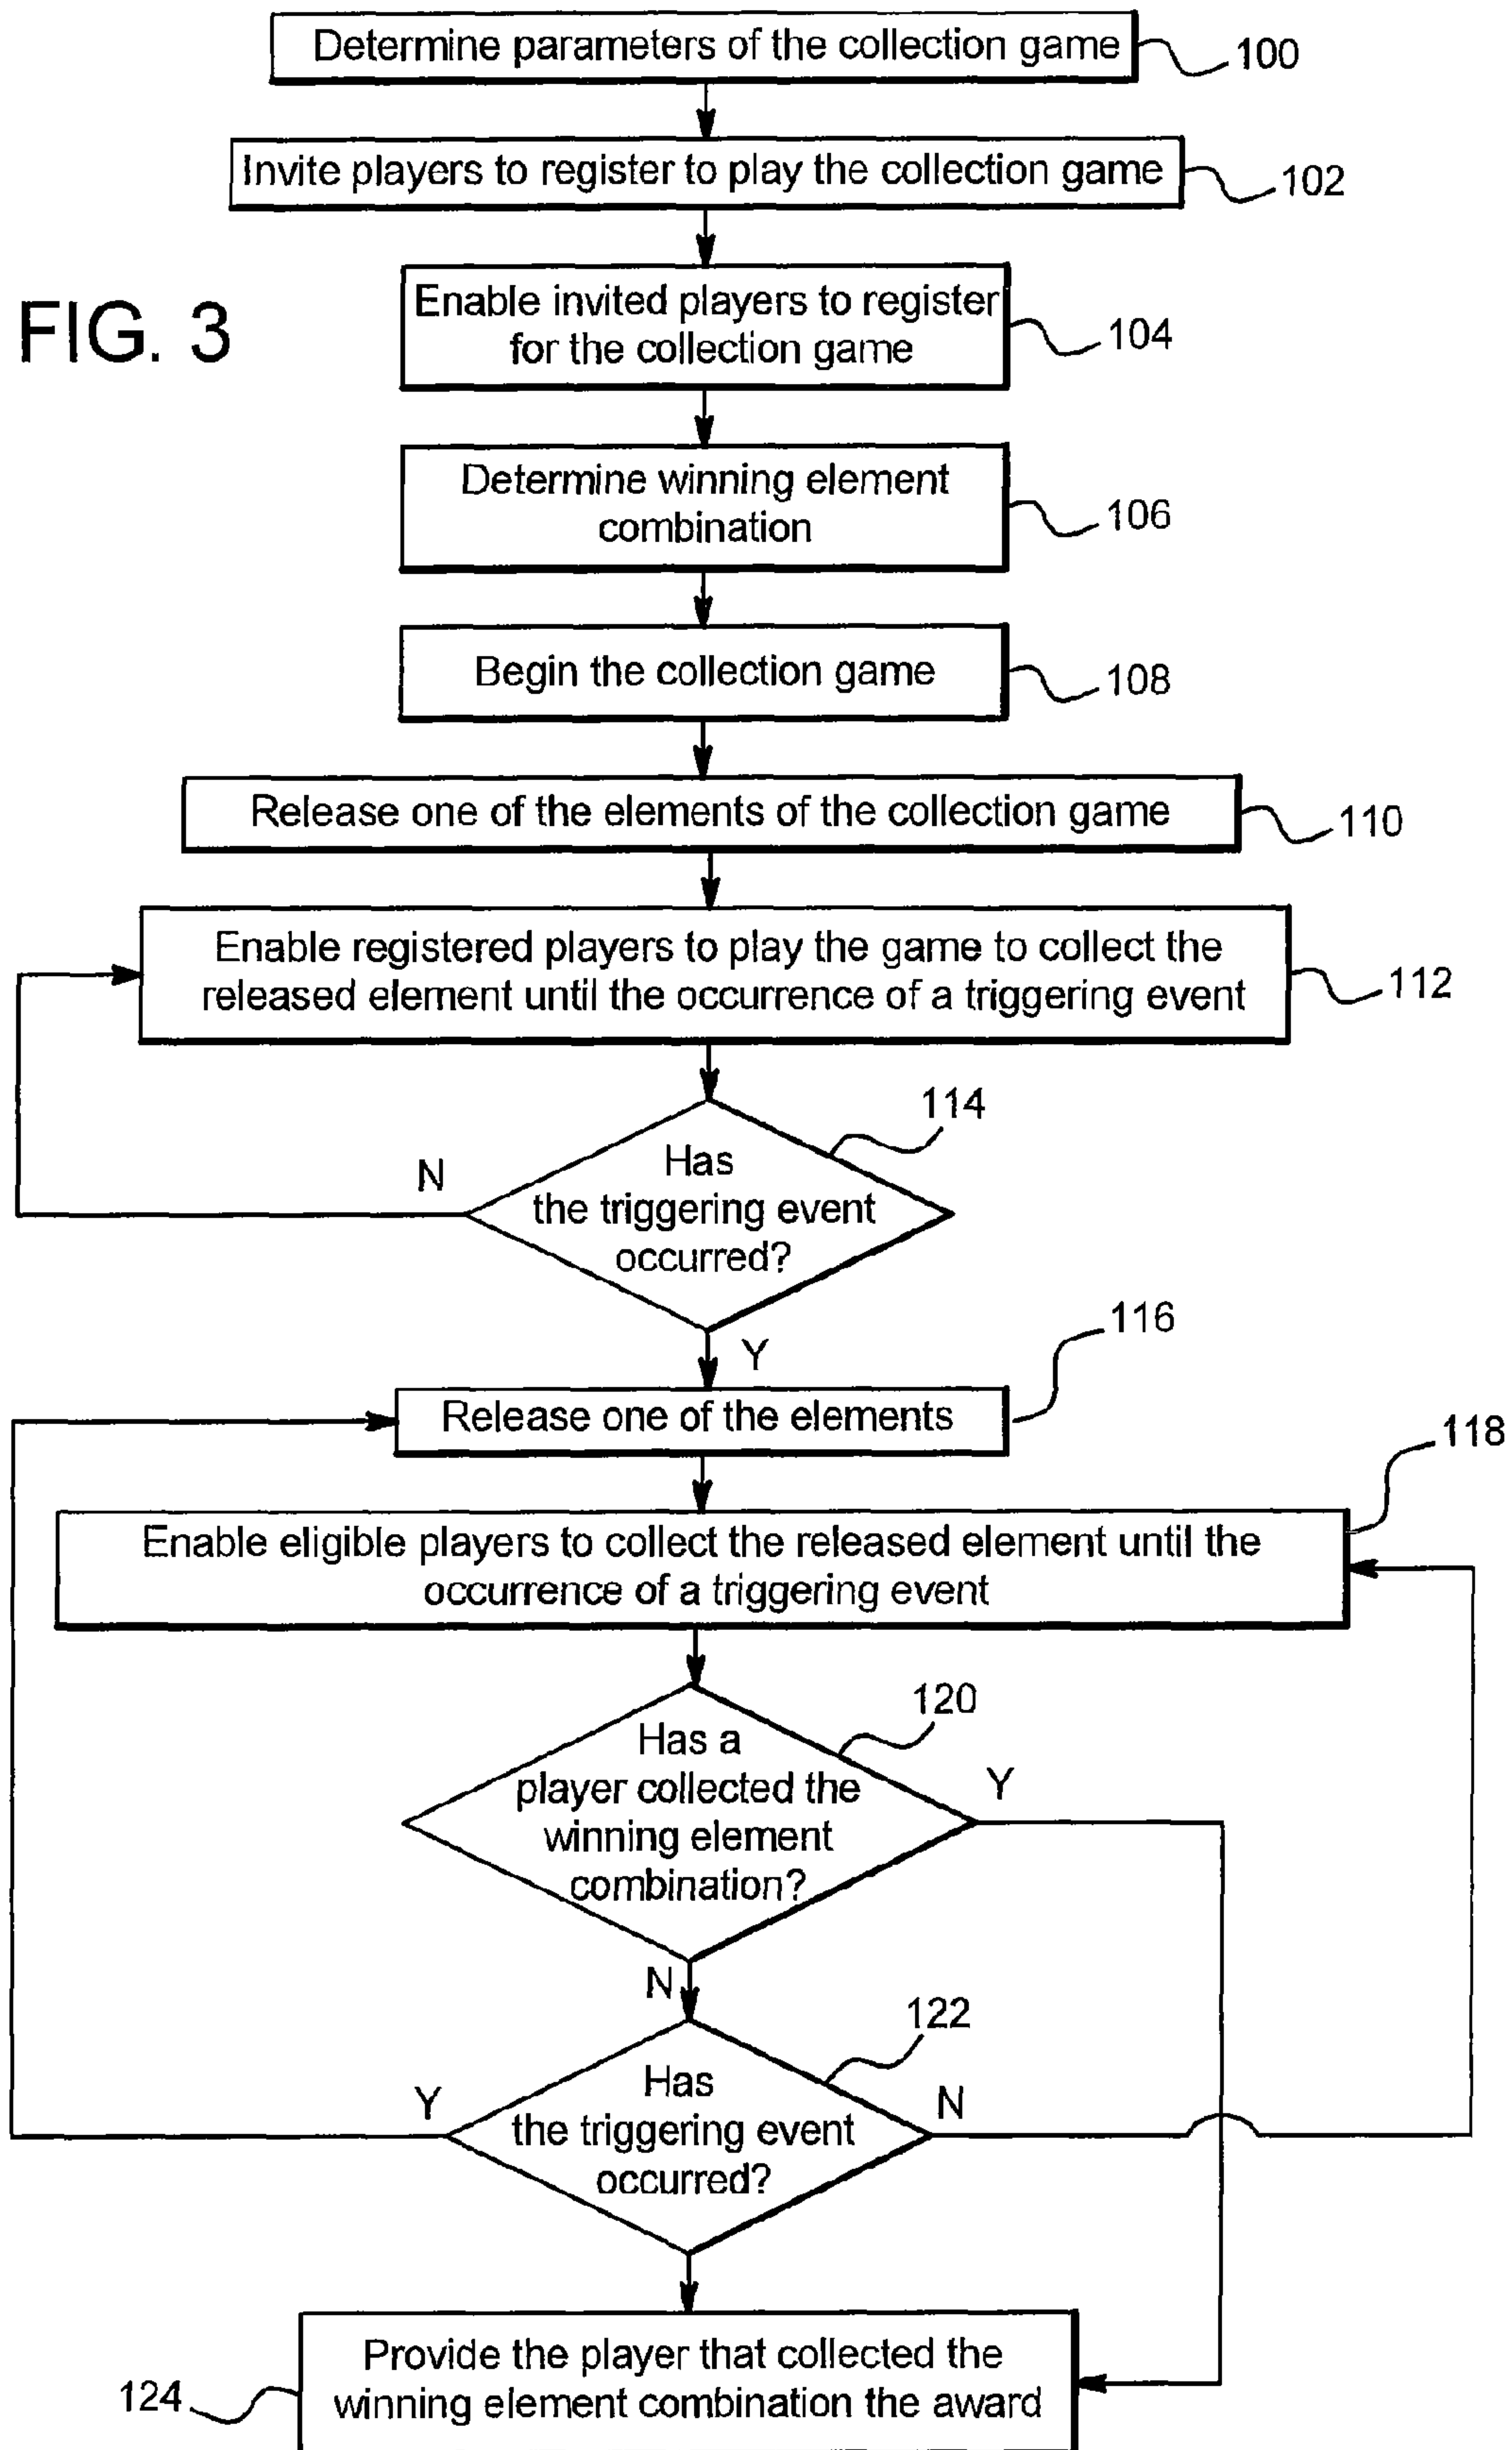 Determine parameters of the collection game
100
Invite players to register to play the collection game
102
FIG. 3
Enable invited players to register
for the collection game
104
Determine winning element
combination
106
Begin the collection game
108
Release one of the elements of the collection game
110
Enable registered players to play the game to collect the
released element until the occurrence of a triggering event
112
114
Has
the triggering event
occurred?
N
Y
116
Release one of the elements
118
Enable eligible players to collect the released element until the
occurrence of a triggering event
120
Has a
player collected the
winning element
combination?
Y
N
122
Has
the triggering event
occurred?
Y
N
Provide the player that collected the
winning element combination the award
124